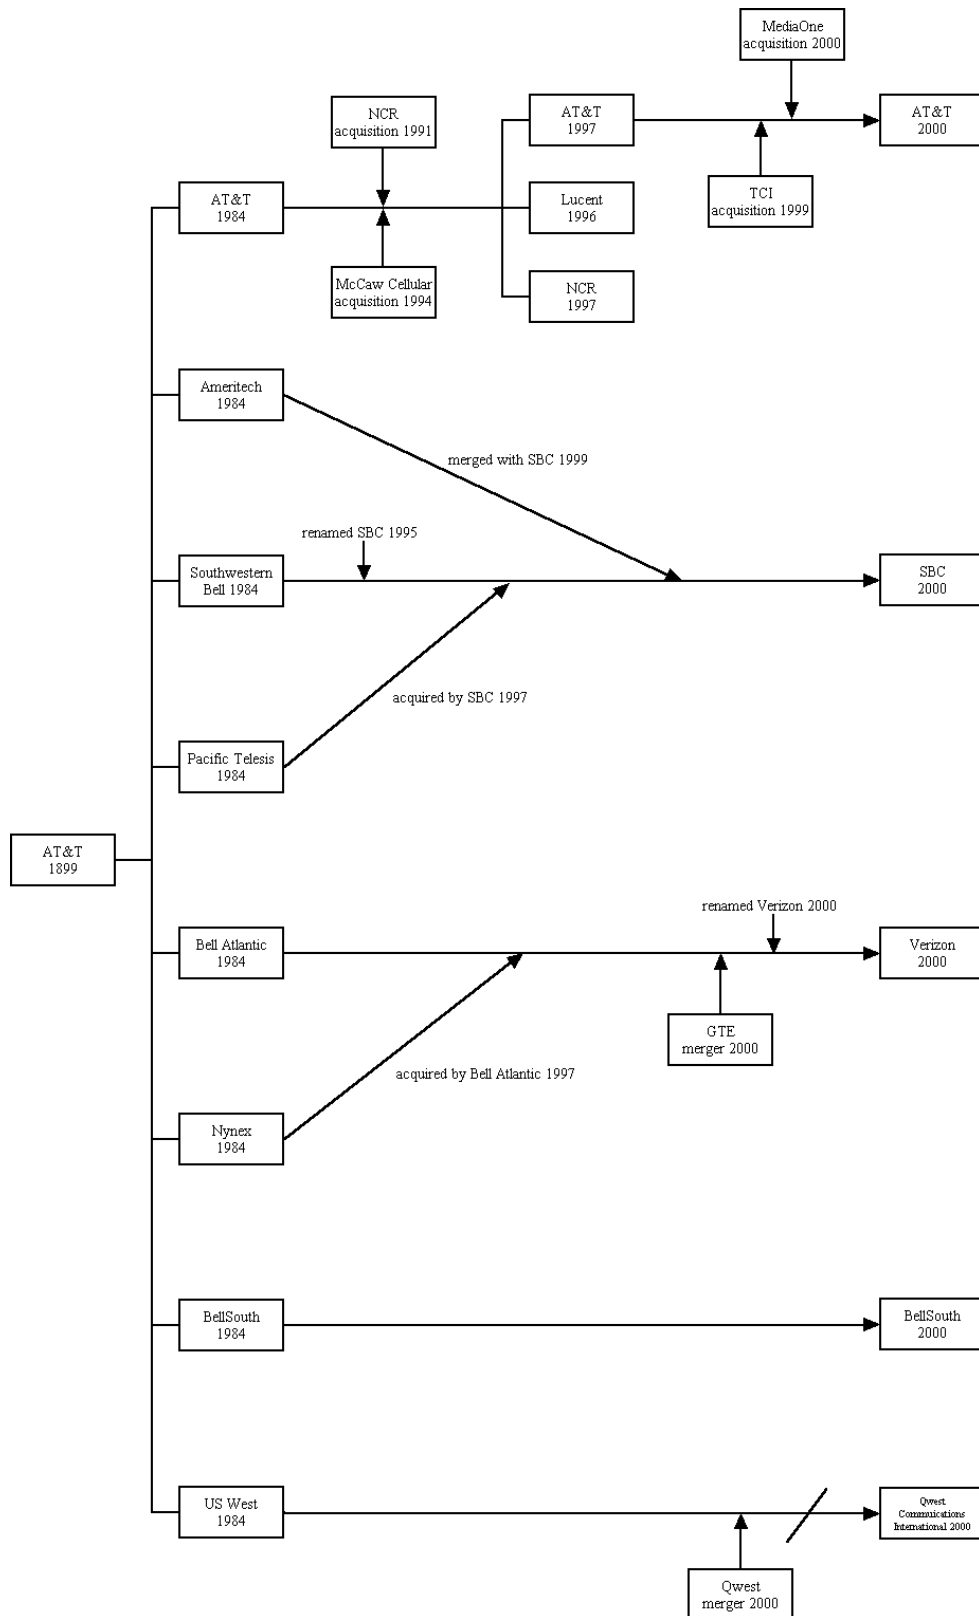 MediaOne
acquisition 2000
NCR
acquisition 1991
AT&T
1997
AT&T
2000
AT&T
1984
Lucent
1996
TCI
acquisition 1999
McCaw Cellular
acquisition 1994
NCR
1997
Ameritech
1984
merged with SBC 1999
renamed SBC 1995
Southwestern
Bell 1984
SBC
2000
acquired by SBC 1997
Pacific Telesis
1984
AT&T
1899
renamed Verizon 2000
Bell Atlantic
1984
Verizon
2000
GTE
merger 2000
acquired by Bell Atlantic 1997
Nynex
1984
BellSouth
1984
BellSouth
2000
US West
1984
Qwest
Commuications
International 2000
Qwest
merger 2000